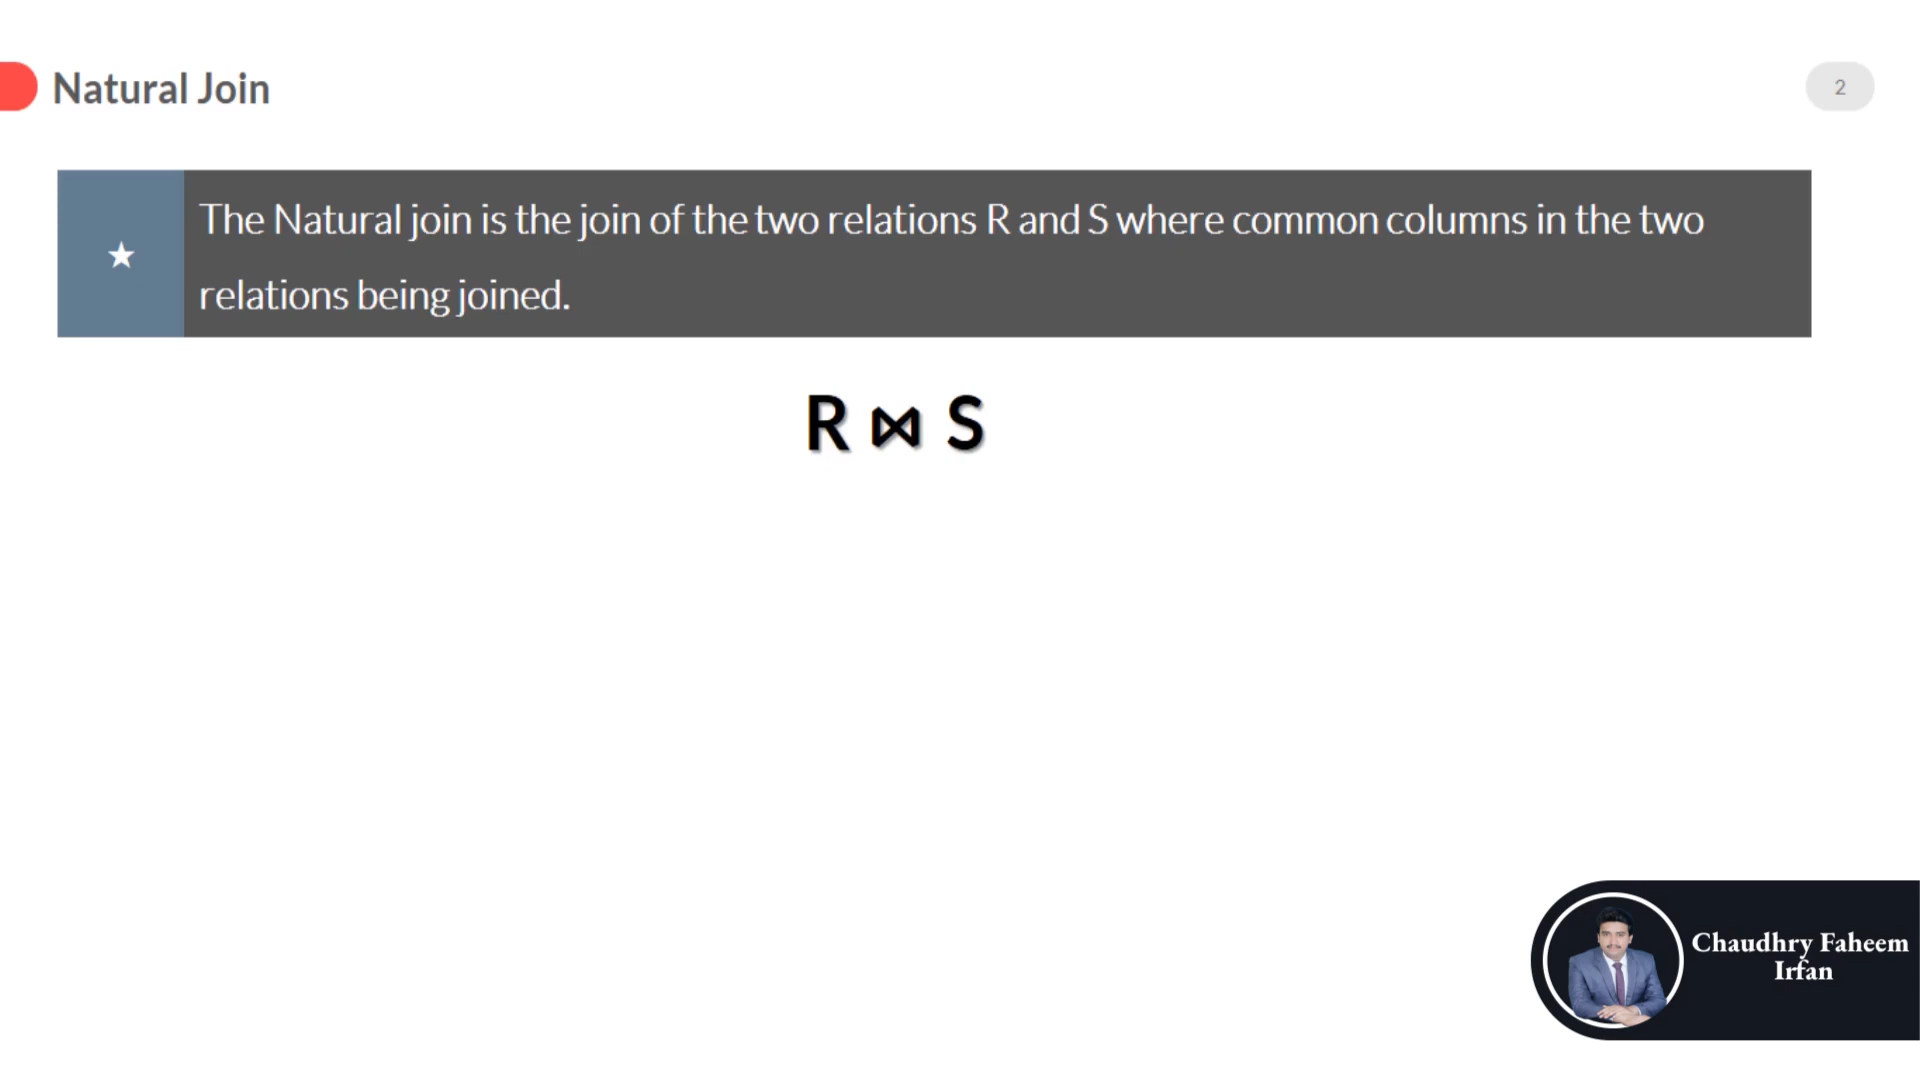 Natural Join
2
★ The Natural join is the join of the two relations R and S where common columns in the two
relations being joined.
R ⋈ S
Chaudhry Faheem
Irfan